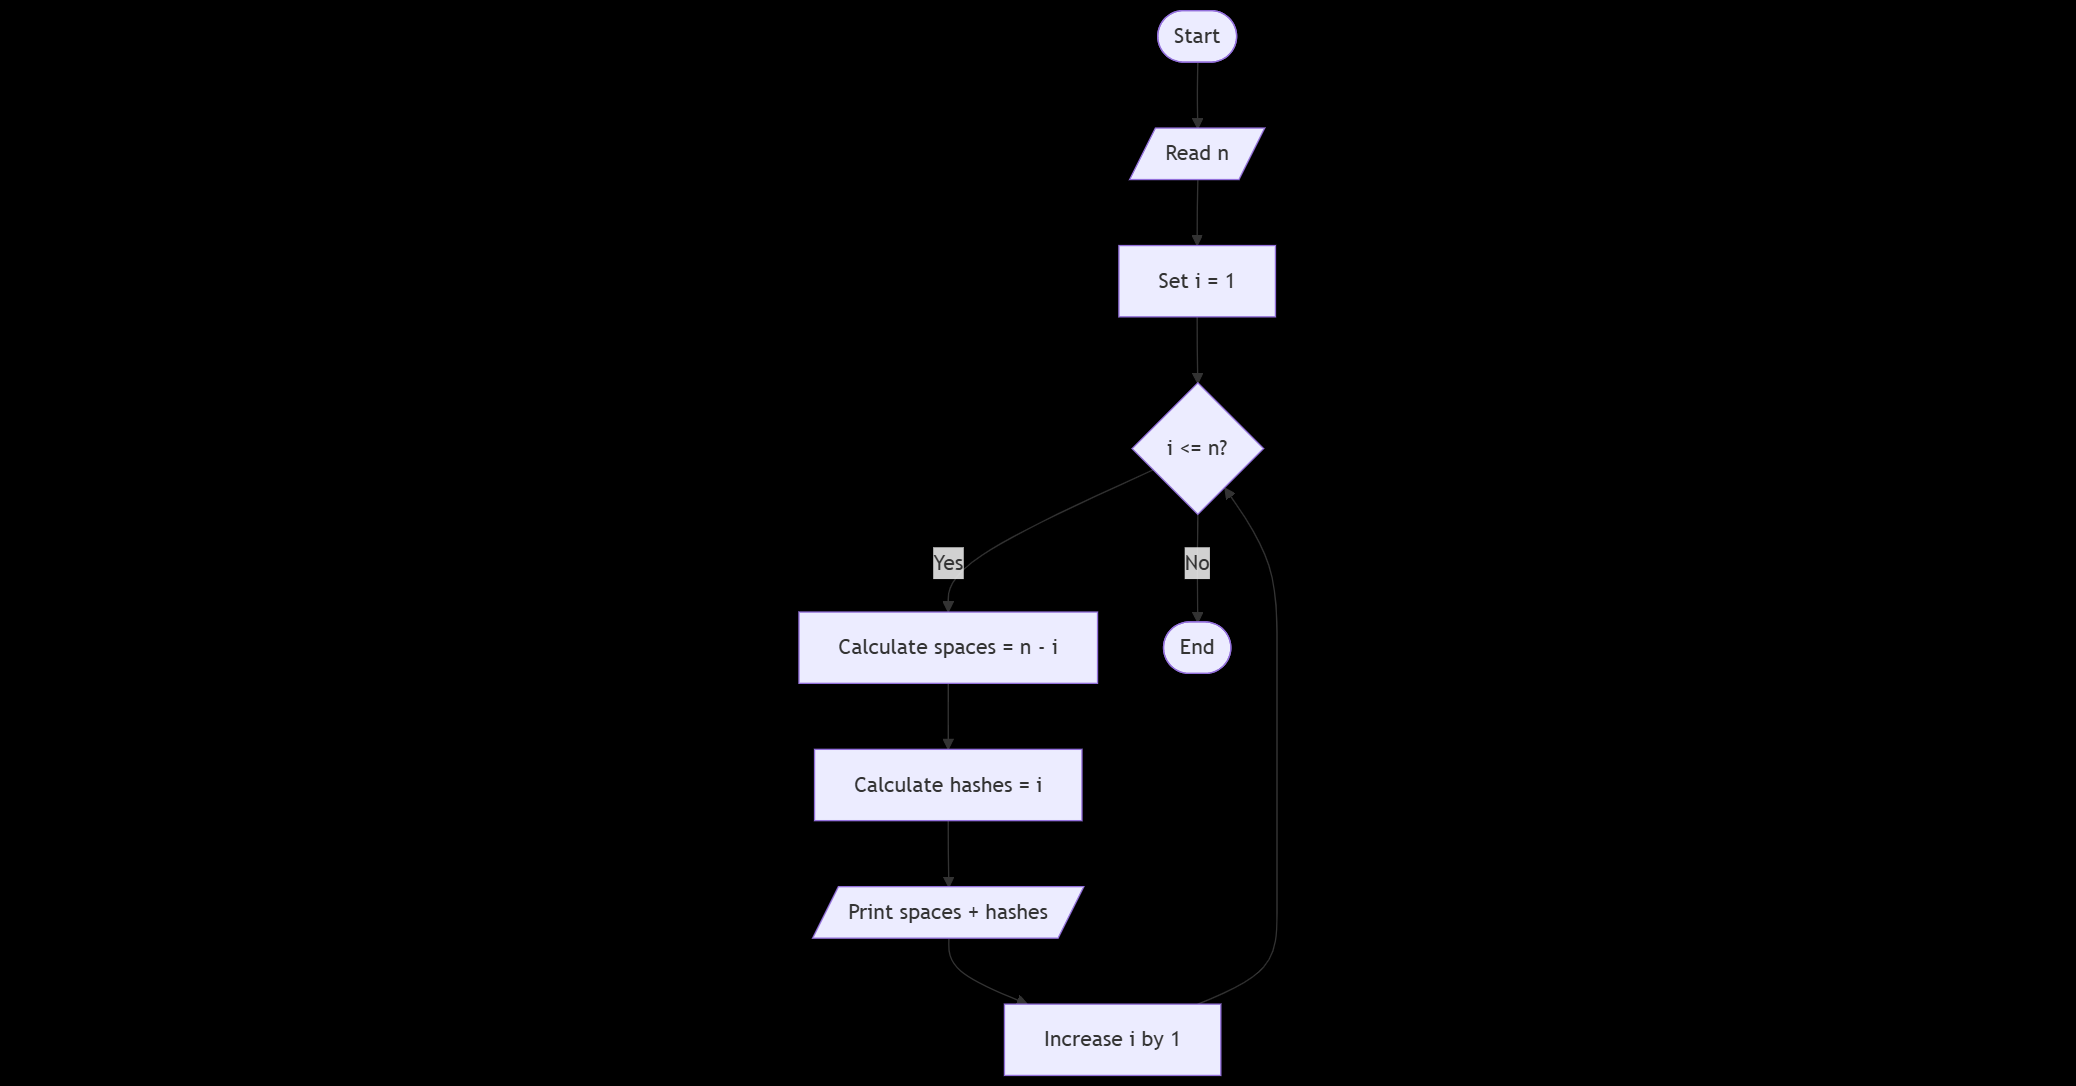 Start
Read n
Set i = 1
i <= n?
Yes
No
Calculate spaces = n - i
End
Calculate hashes = i
Print spaces + hashes
Increase i by 1